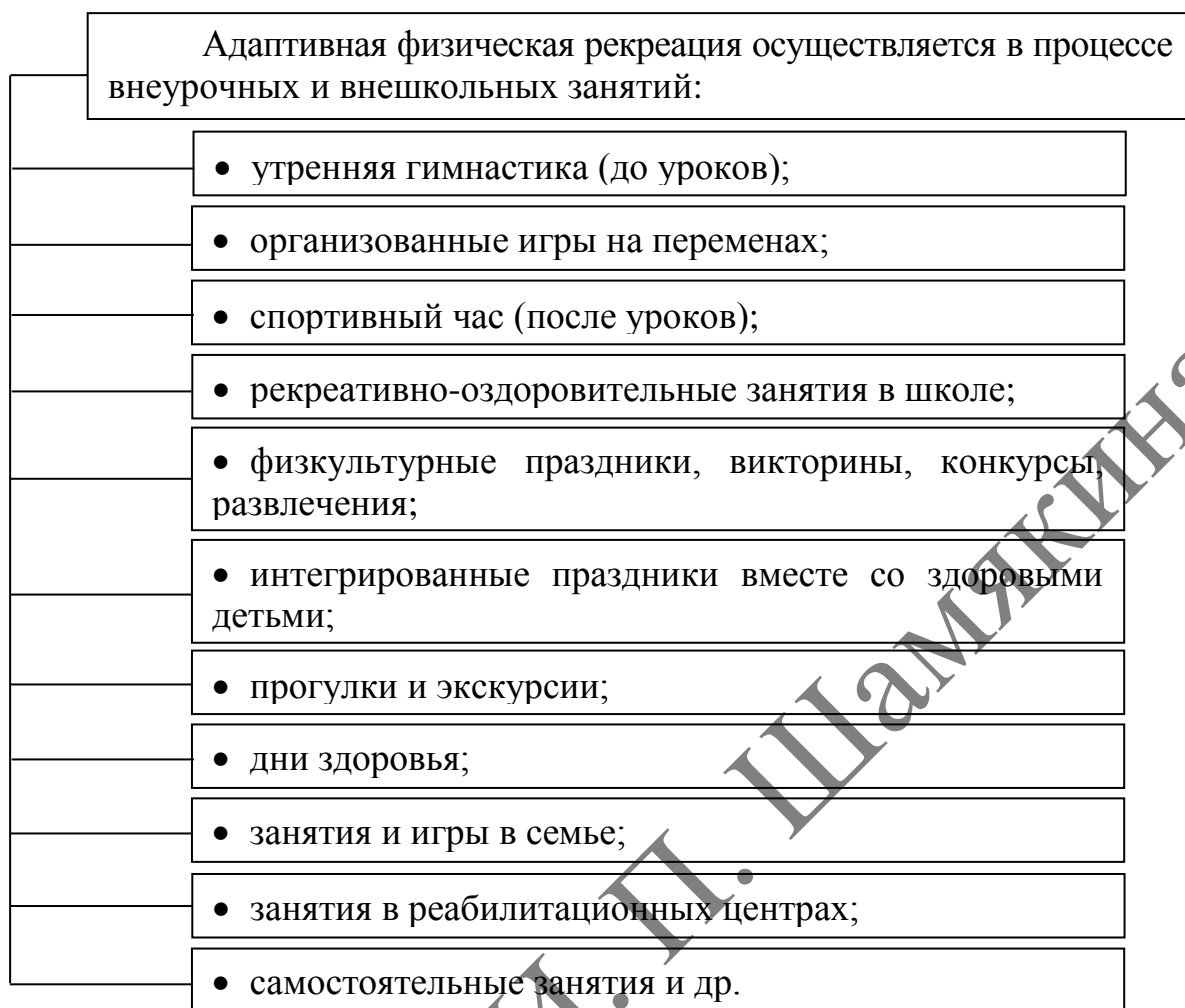 Адаптивная физическая рекреация осуществляется в процессе
внеурочных и внешкольных занятий:
• утренняя гимнастика (до уроков);
• организованные игры на переменах;
• спортивный час (после уроков);
• рекреативно-оздоровительные занятия в школе;
• физкультурные праздники, викторины, конкурсы,
развлечения;
• интегрированные праздники вместе со здоровыми
детьми;
• прогулки и экскурсии;
• дни здоровья;
• занятия и игры в семье;
• занятия в реабилитационных центрах;
• самостоятельные занятия и др.
И. П. Шамякина